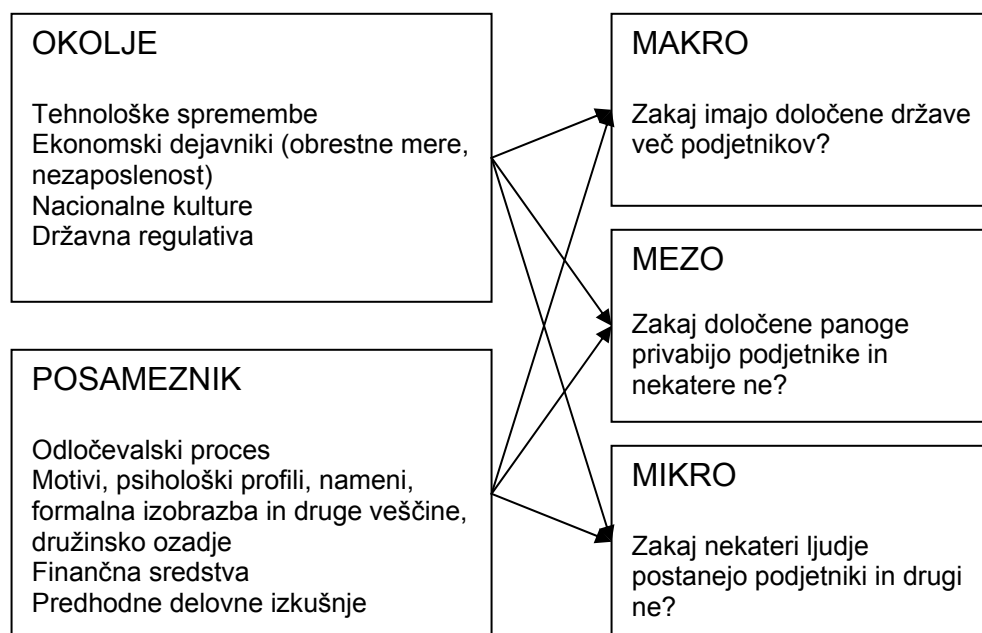 OKOLJE
Tehnološke spremembe
Ekonomski dejavniki (obrestne mere,
nezaposlenost)
Nacionalne kulture
Državna regulativa
POSAMEZNIK
Odločevalski proces
Motivi, psihološki profili, nameni,
formalna izobrazba in druge veščine,
družinsko ozadje
Finančna sredstva
Predhodne delovne izkušnje
MAKRO
Zakaj imajo določene države
več podjetnikov?
MEZO
Zakaj določene panoge
privabijo podjetnike in
nekatere ne?
MIKRO
Zakaj nekateri ljudje
postanejo podjetniki in drugi
ne?